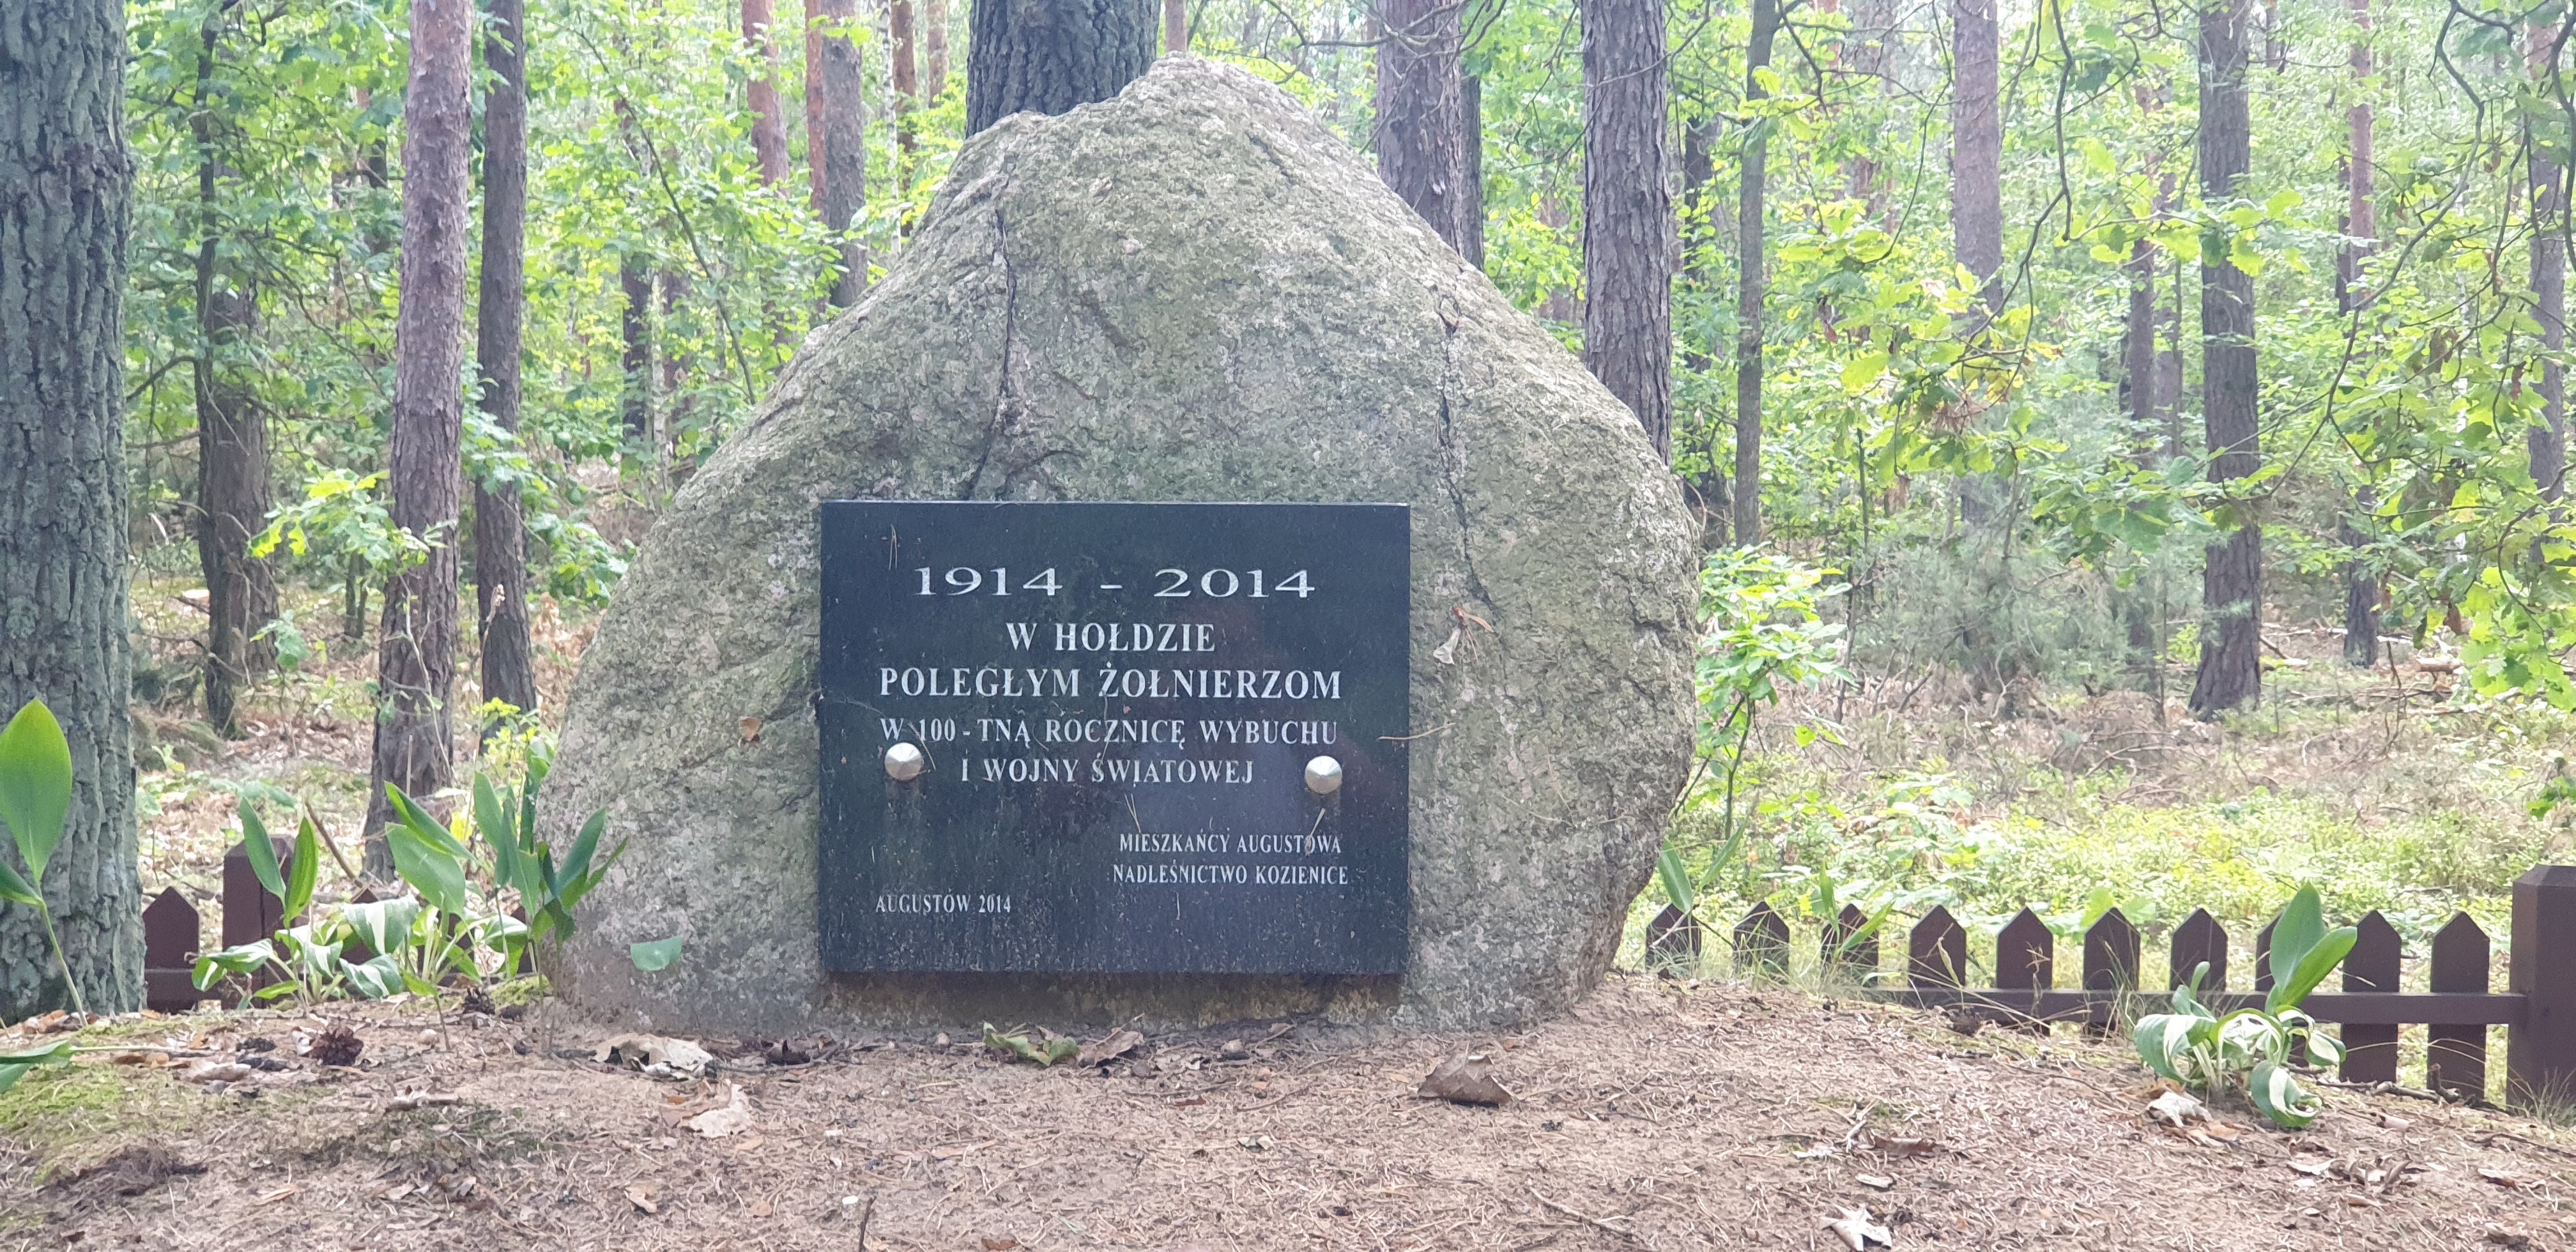 1914 - 2014
W HOŁDZIE
POLEGŁYM ŻOŁNIERZOM
W 100 - TNĄ ROCZNICĘ WYBUCHU
I WOJNY ŚWIATOWEJ
MIESZKAŃCY AUGUSTOWA
NADLEŚNICTWO KOZIENICE
AUGUSTÓW 2014